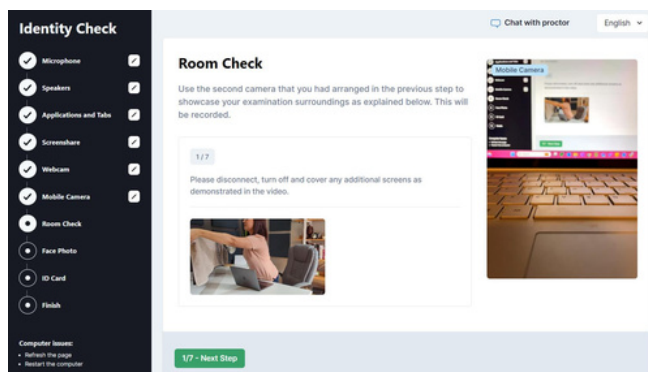 Identity Check
Microphone
Speakers
Applications and Tabs
Screenshare
Webcam
Mobile Camera
Room Check
Face Photo
ID Card
Finish
Computer issues:
• Refresh the page
• Restart the computer
Chat with proctor
English
Room Check
Use the second camera that you had arranged in the previous step to
showcase your examination surroundings as explained below. This will
be recorded.
1 / 7
Please disconnect, turn off and cover any additional screens as
demonstrated in the video.
1/7 - Next Step
Mobile Camera